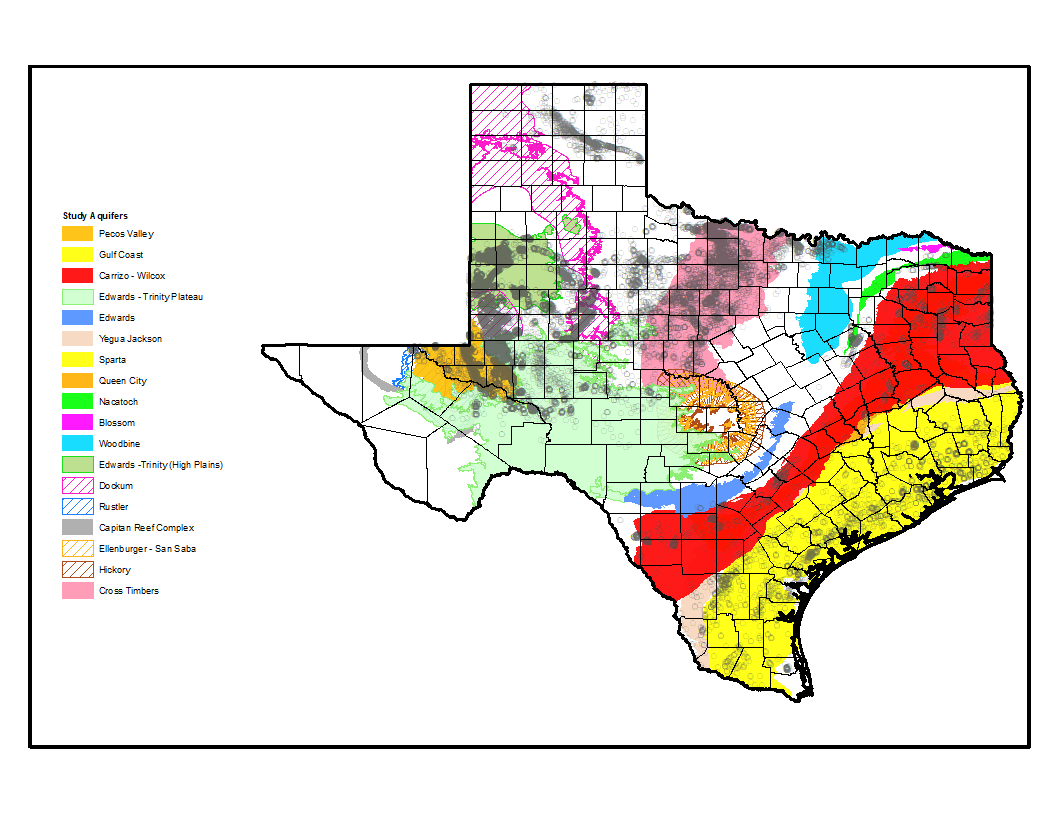 Study Aquifers
Pecos Valley
Gulf Coast
Carrizo - Wilcox
Edwards - Trinity Plateau
Edwards
Yegua Jackson
Sparta
Queen City
Nacatoch
Blossom
Woodbine
Edwards -Trinity (High Plains)
Dockum
Rustler
Capitan Reef Complex
Ellenburger - San Saba
Hickory
Cross Timbers